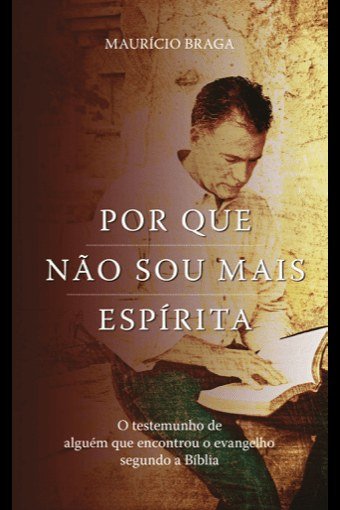 MAURÍCIO BRAGA
POR QUE
NÃO SOU MAIS
ESPÍRITA
O testemunho de
alguém que encontrou o evangelho
segundo a Bíblia